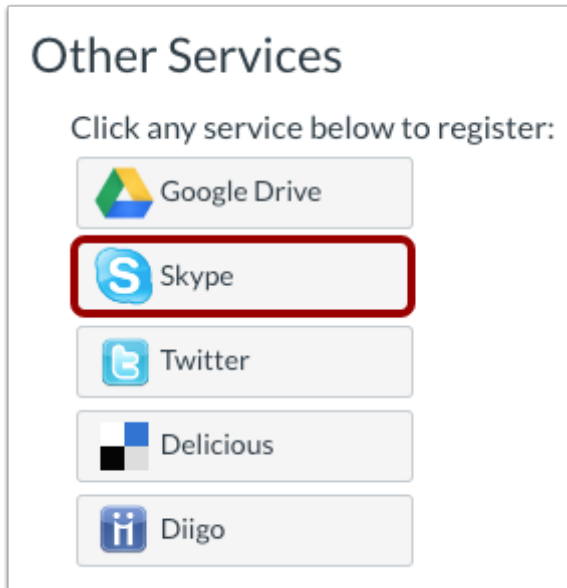 Other Services
Click any service below to register:
Google Drive
Skype
Twitter
Delicious
Diigo